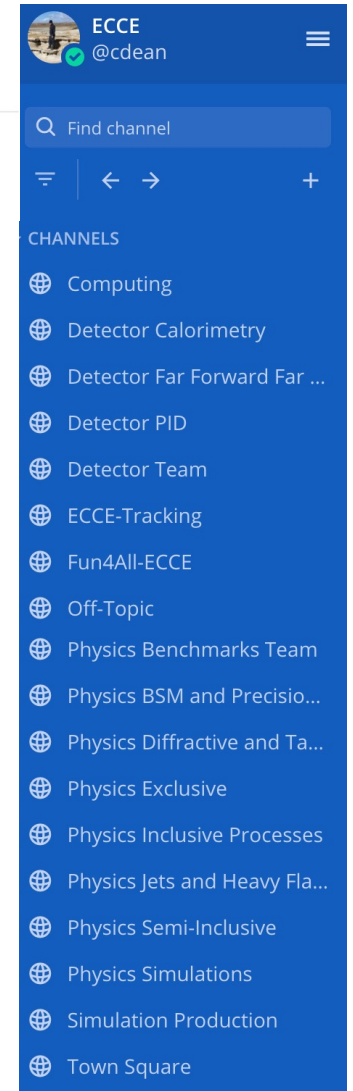 ECCE
@cdean
Find channel
CHANNELS
Computing
Detector Calorimetry
Detector Far Forward Far ...
Detector PID
Detector Team
ECCE-Tracking
Fun4All-ECCE
Off-Topic
Physics Benchmarks Team
Physics BSM and Precisio...
Physics Diffractive and Ta...
Physics Exclusive
Physics Inclusive Processes
Physics Jets and Heavy Fla...
Physics Semi-Inclusive
Physics Simulations
Simulation Production
Town Square